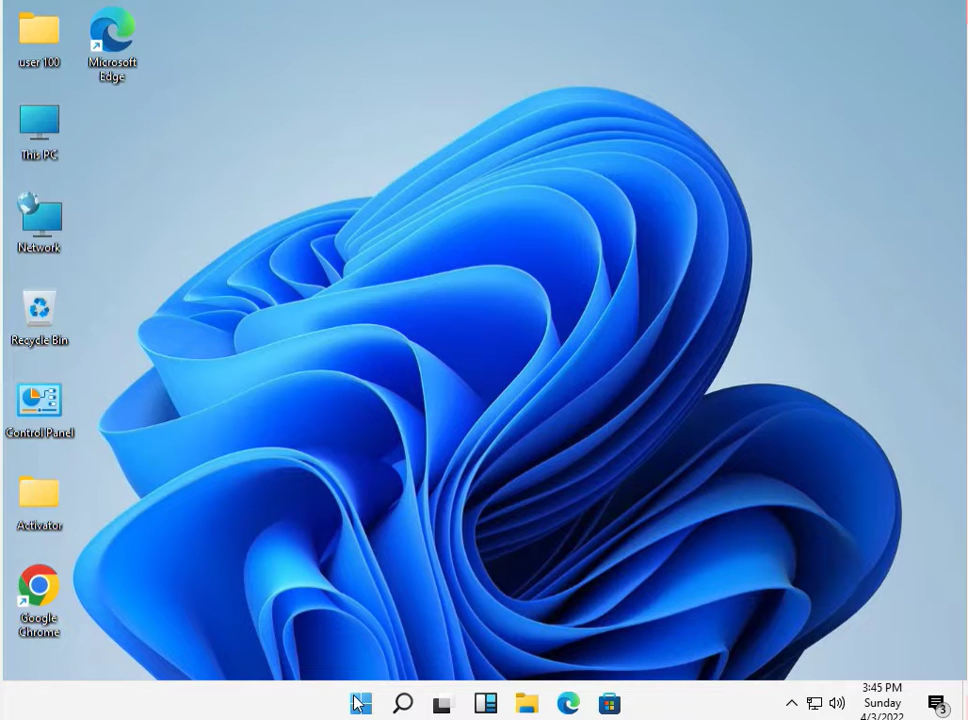 user 100
Microsoft
Edge
This PC
Network
Recycle Bin
Control Panel
Activator
Google
Chrome
3:45 PM
Sunday
4/3/2022
3